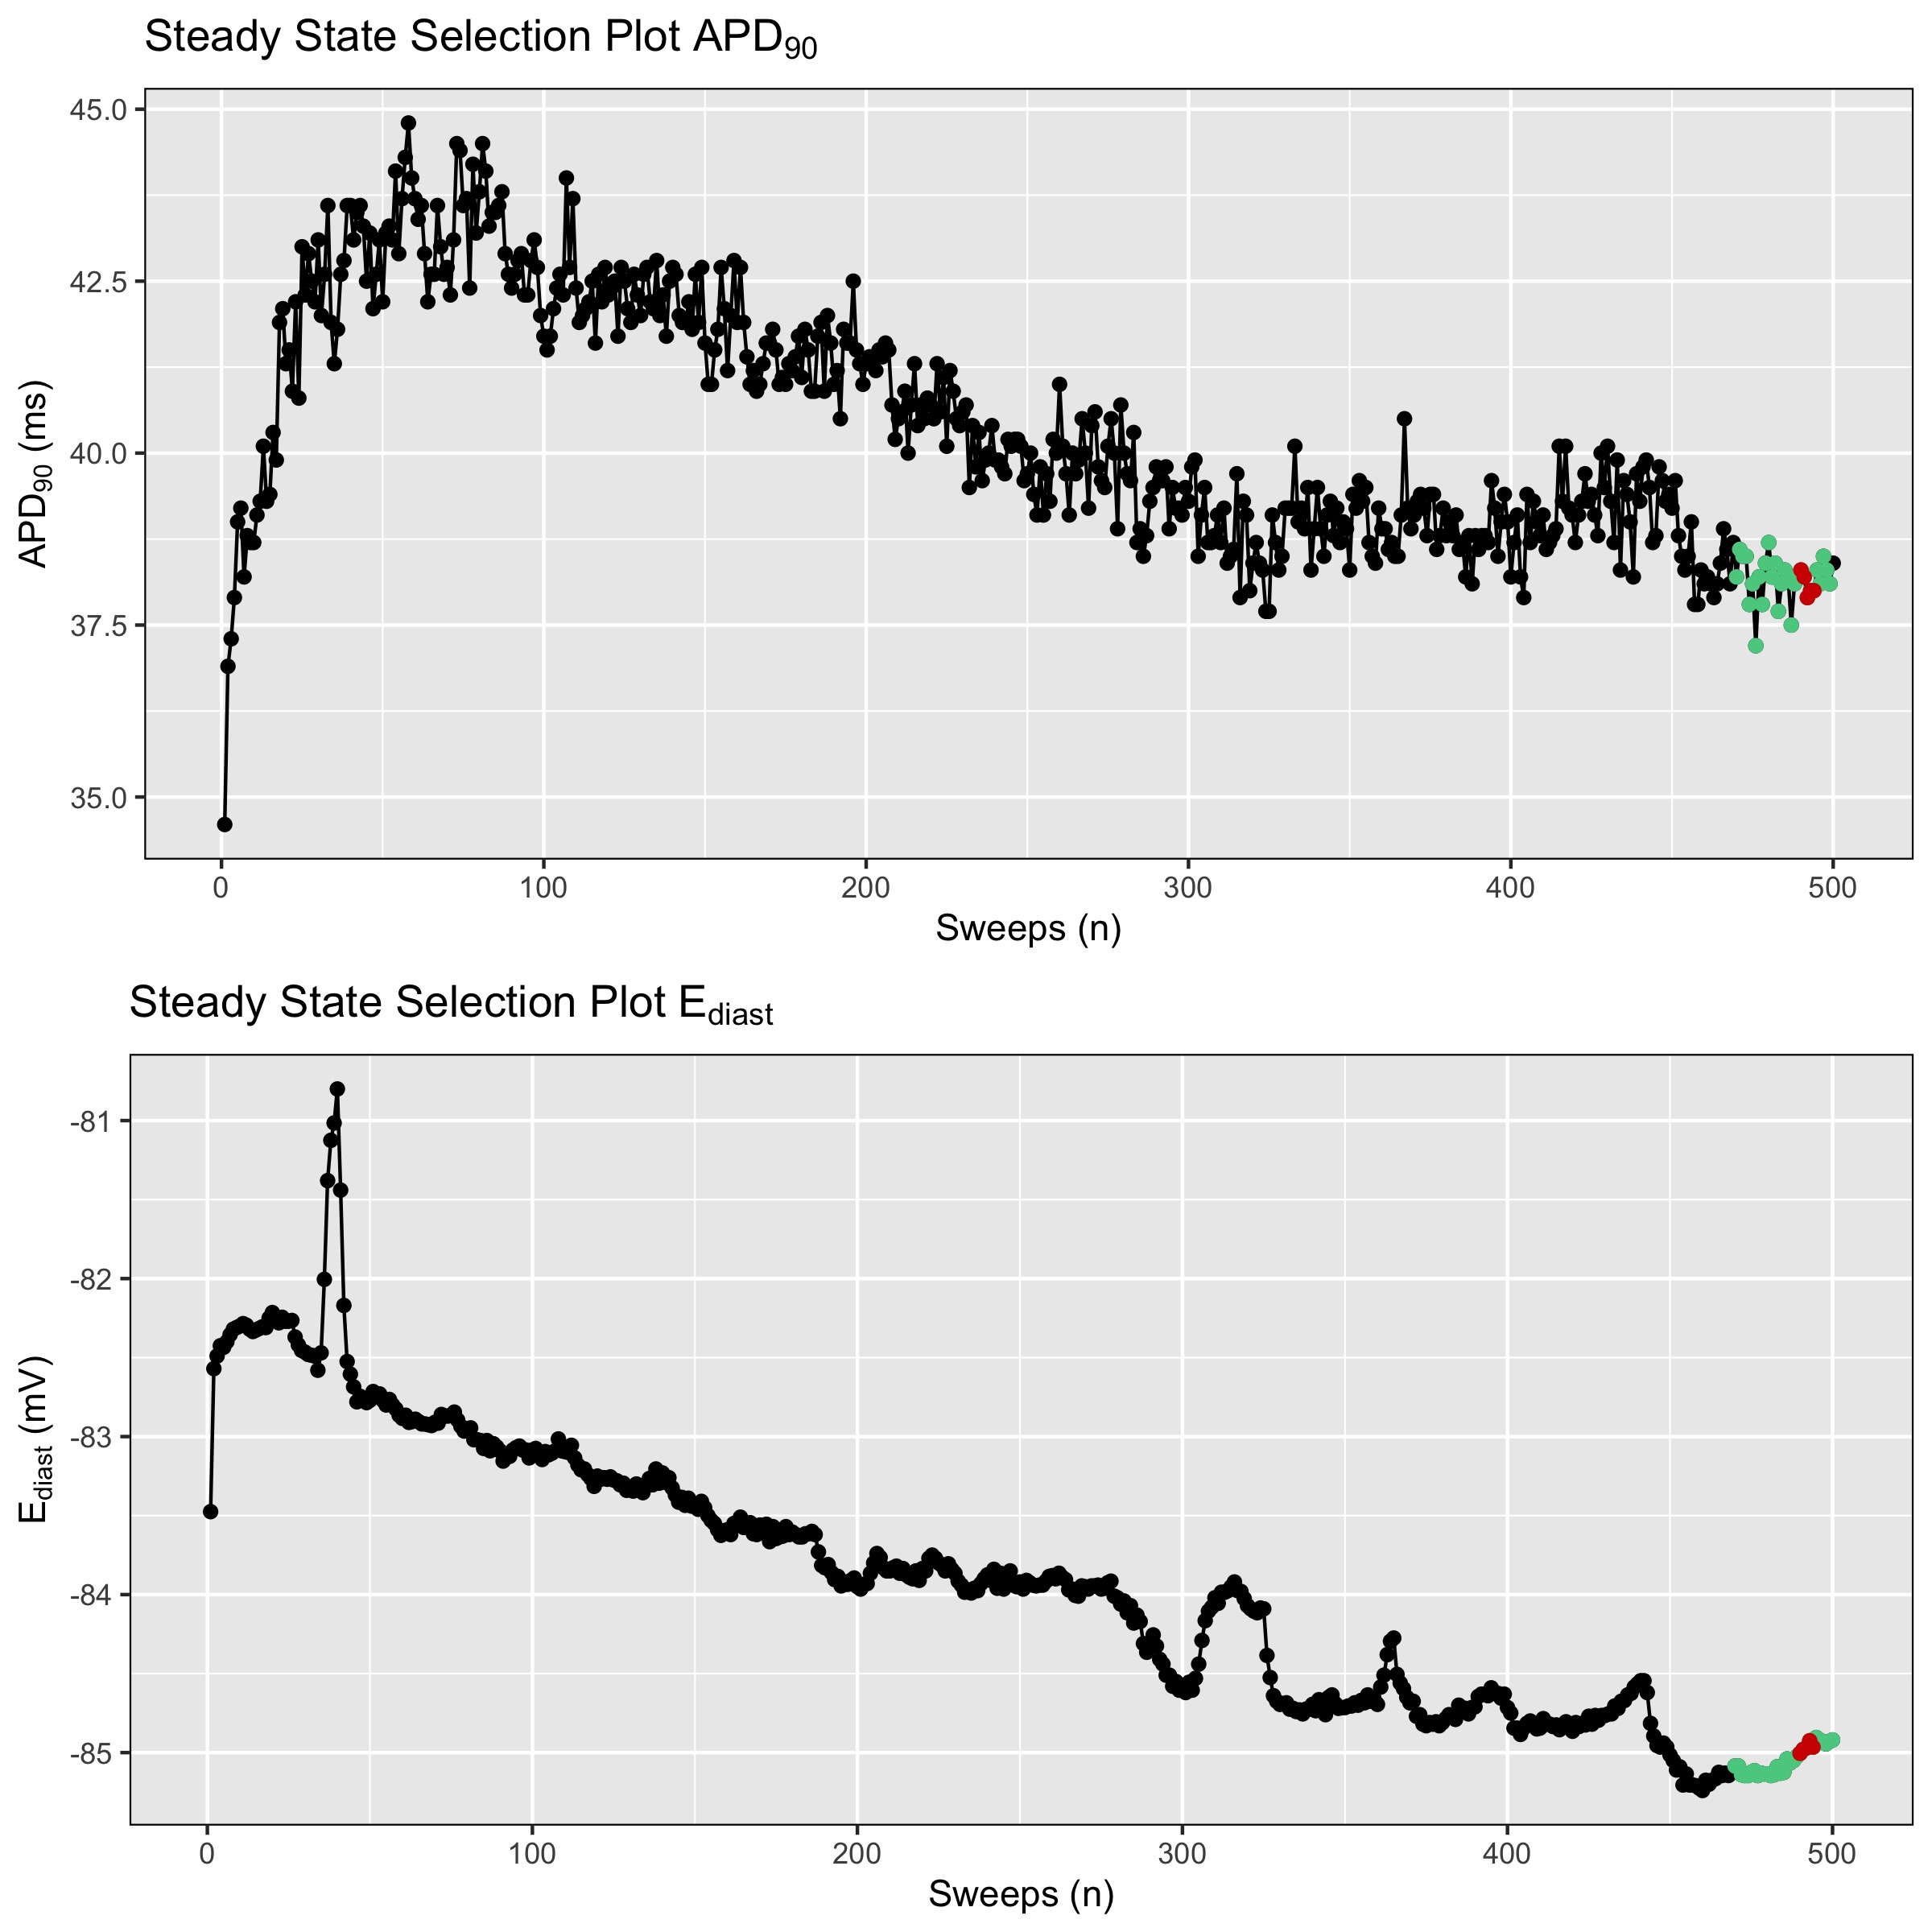 Steady State Selection Plot APD90
45.0
42.5
40.0
37.5
35.0
APD90 (ms)
0 100 200 300 400 500
Sweeps (n)
Steady State Selection Plot Ediast
-81
-82
-83
-84
-85
Ediast (mV)
0 100 200 300 400 500
Sweeps (n)